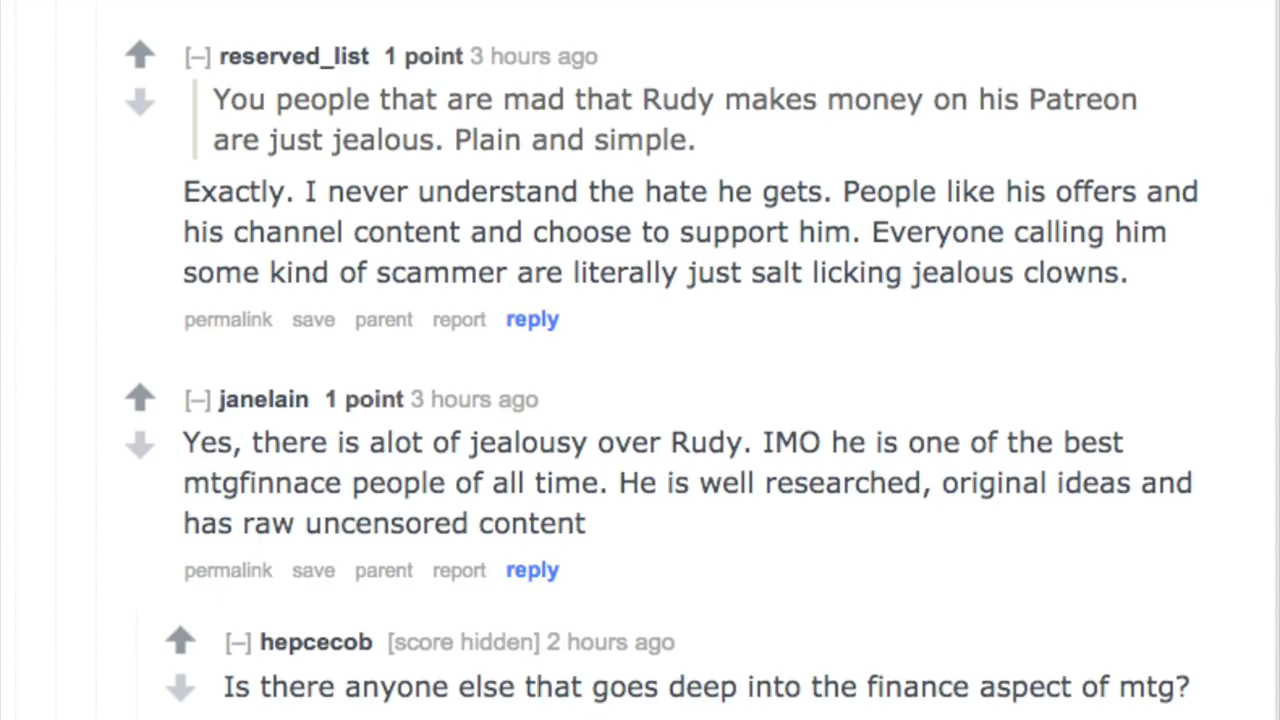 [–] reserved_list 1 point 3 hours ago
You people that are mad that Rudy makes money on his Patreon
are just jealous. Plain and simple.
Exactly. I never understand the hate he gets. People like his offers and
his channel content and choose to support him. Everyone calling him
some kind of scammer are literally just salt licking jealous clowns.
permalink save parent report reply
[–] janelain 1 point 3 hours ago
Yes, there is alot of jealousy over Rudy. IMO he is one of the best
mtgfinnace people of all time. He is well researched, original ideas and
has raw uncensored content
permalink save parent report reply
[–] hepcecob [score hidden] 2 hours ago
Is there anyone else that goes deep into the finance aspect of mtg?